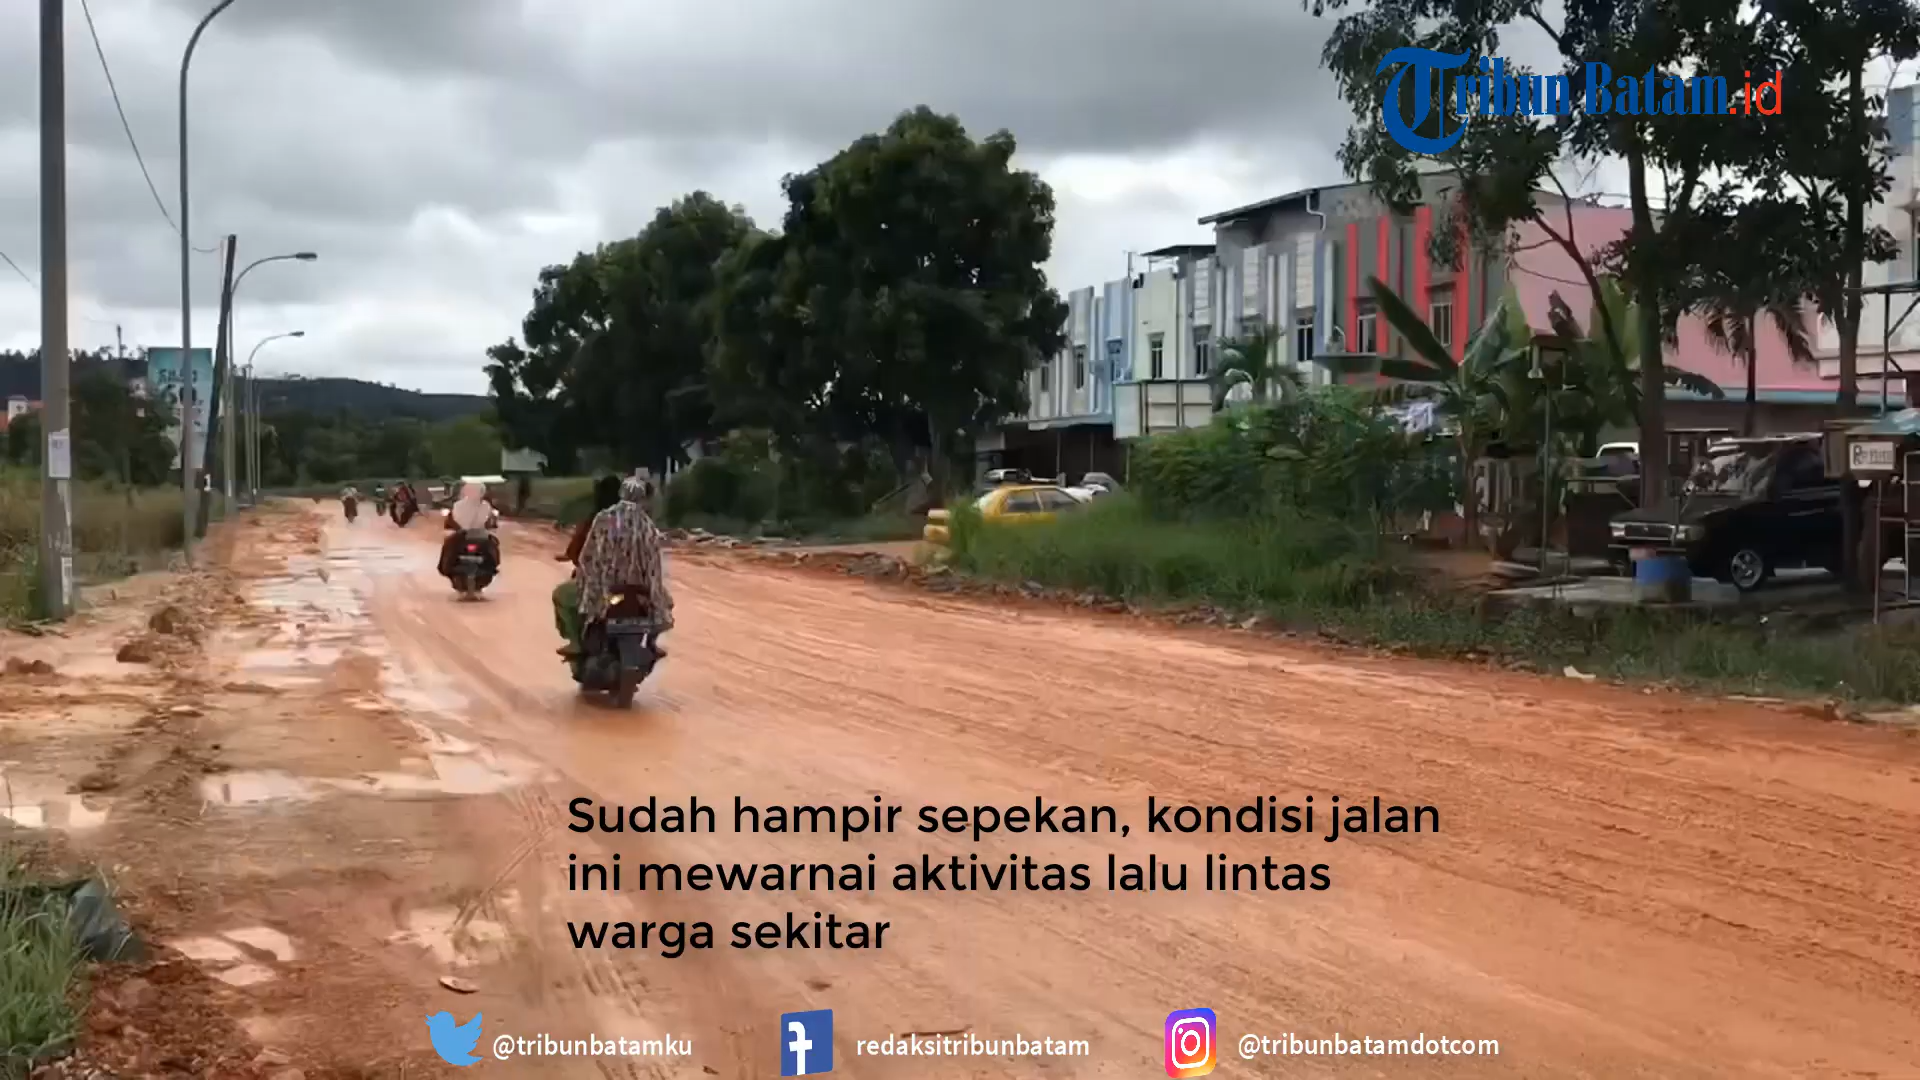 Tribun Batam.id
Sudah hampir sepekan, kondisi jalan
ini mewarnai aktivitas lalu lintas
warga sekitar
@tribunbatamku
redaksitribunbatam
@tribunbatamdotcom